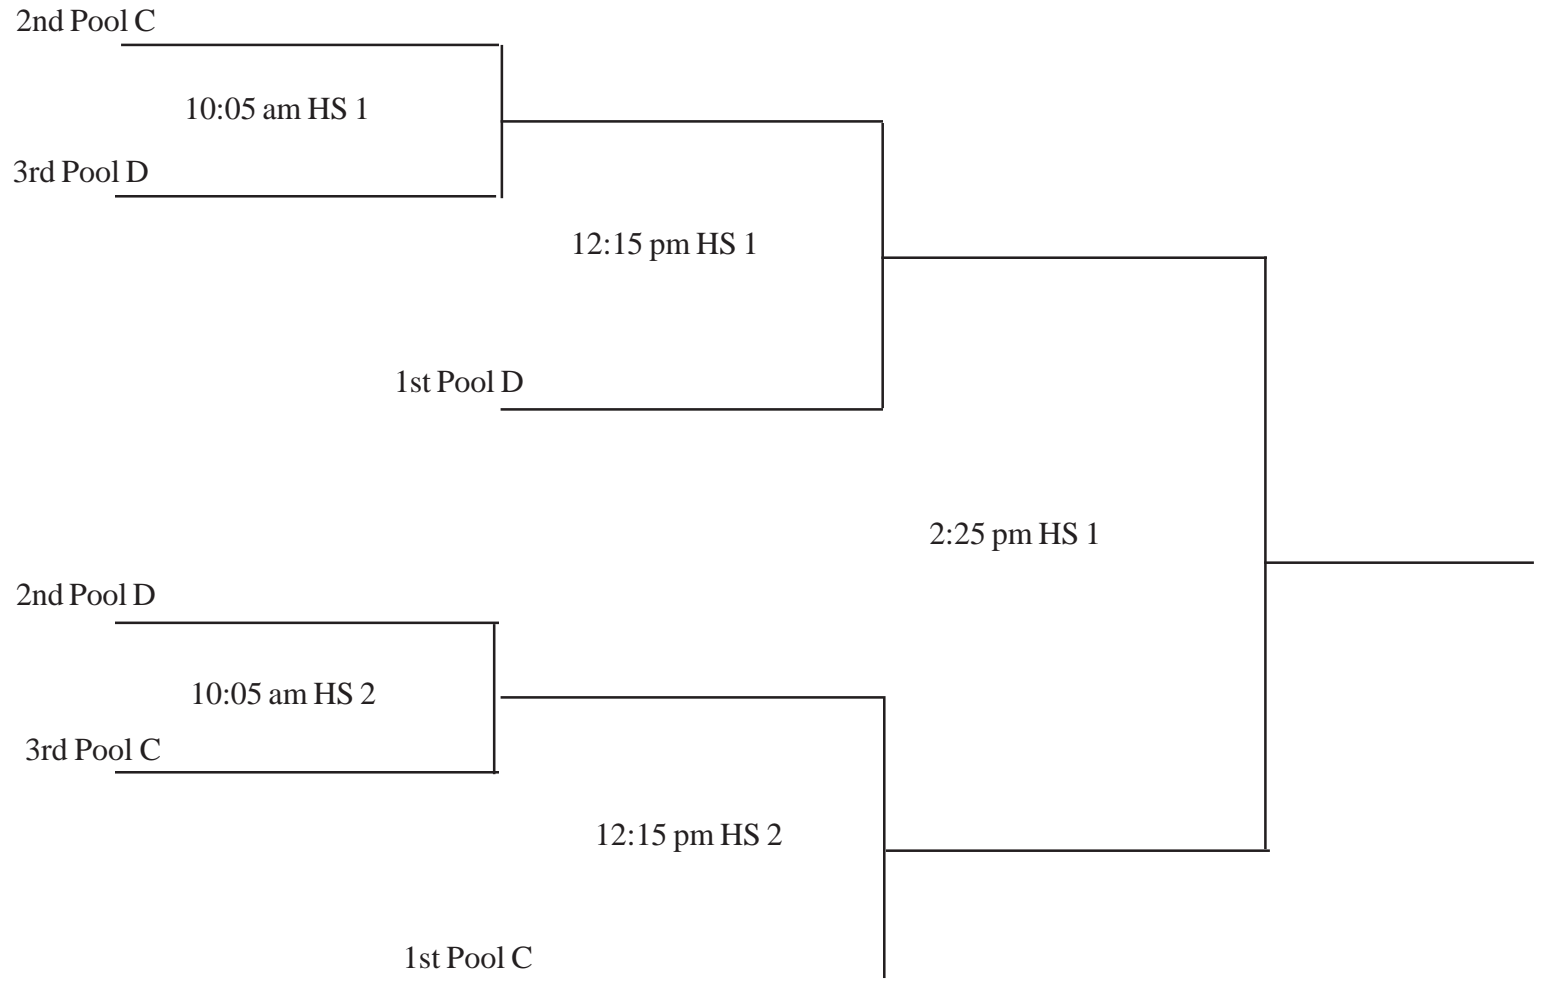 2nd Pool C
10:05 am HS 1
3rd Pool D
12:15 pm HS 1
1st Pool D
2:25 pm HS 1
2nd Pool D
10:05 am HS 2
3rd Pool C
12:15 pm HS 2
1st Pool C